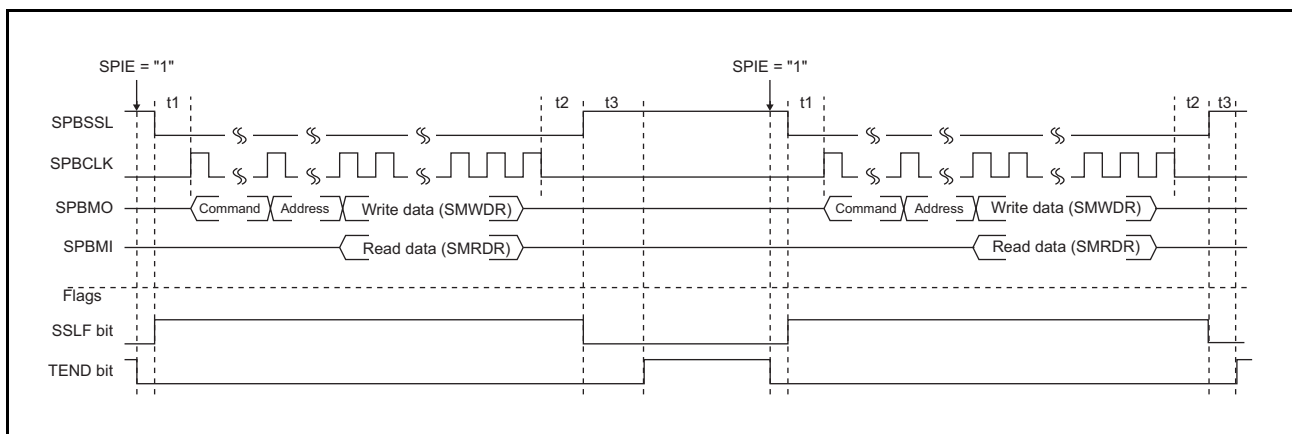 SPIE = "1" SPIE = "1"
t1 t2 t3 t1 t2 t3
SPBSSL
SPBCLK
SPBMO Command Address Write data (SMWDR) Command Address Write data (SMWDR)
SPBMI Read data (SMRDR) Read data (SMRDR)
Flags
SSLF bit
TEND bit